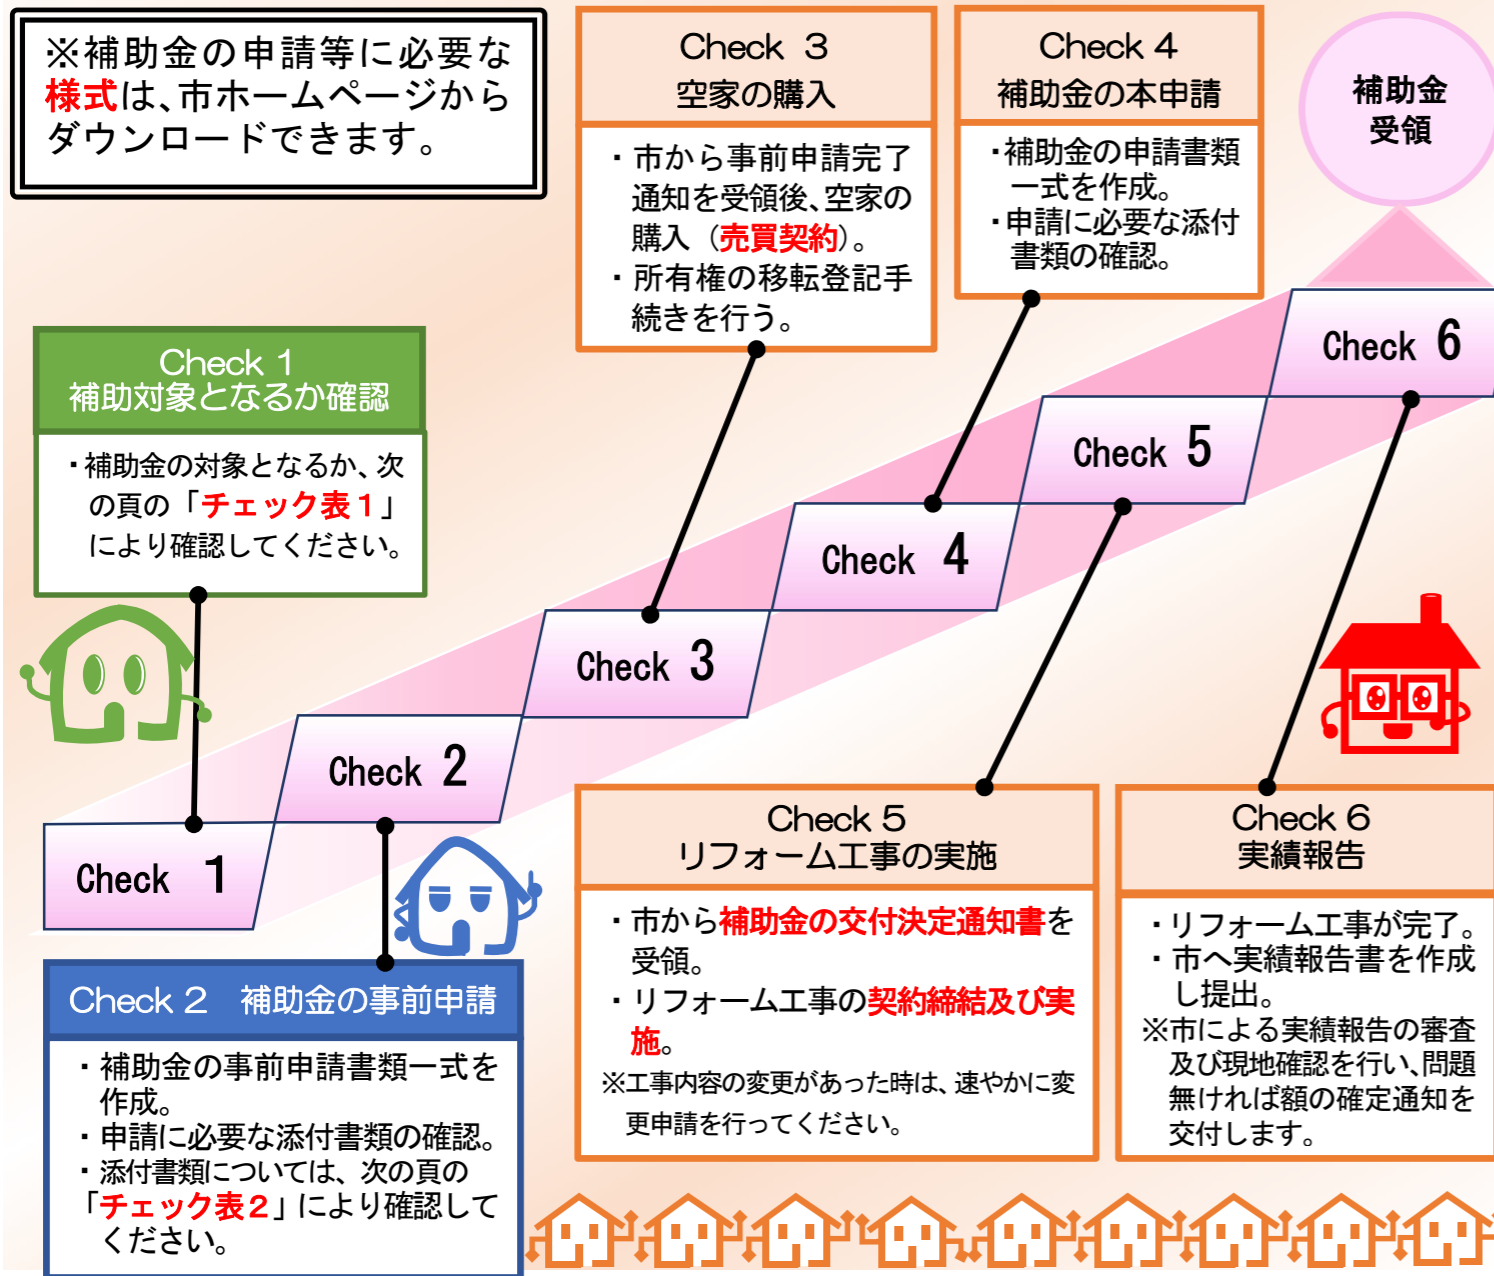 ※補助金の申請等に必要な
様式は、市ホームページから
ダウンロードできます。
Check 1
補助対象となるか確認
・補助金の対象となるか、次
の頁の「チェック表１」
により確認してください。
Check 2 補助金の事前申請
・補助金の事前申請書類一式を
作成。
・申請に必要な添付書類の確認。
・添付書類については、次の頁の
「チェック表２」により確認して
ください。
Check 3
空家の購入
・市から事前申請完了
通知を受領後、空家の
購入（売買契約）。
・所有権の移転登記手
続きを行う。
Check 4
補助金の本申請
・補助金の申請書類
一式を作成。
・申請に必要な添付
書類の確認。
Check 5
リフォーム工事の実施
・市から補助金の交付決定通知書を
受領。
・リフォーム工事の契約締結及び実
施。
※工事内容の変更があった時は、速やかに変
更申請を行ってください。
Check 6
実績報告
・リフォーム工事が完了。
・市へ実績報告書を作成
し提出。
※市による実績報告の審査
及び現地確認を行い、問題
無ければ額の確定通知を
交付します。
Check 1
Check 2
Check 3
Check 4
Check 5
Check 6
補助金
受領